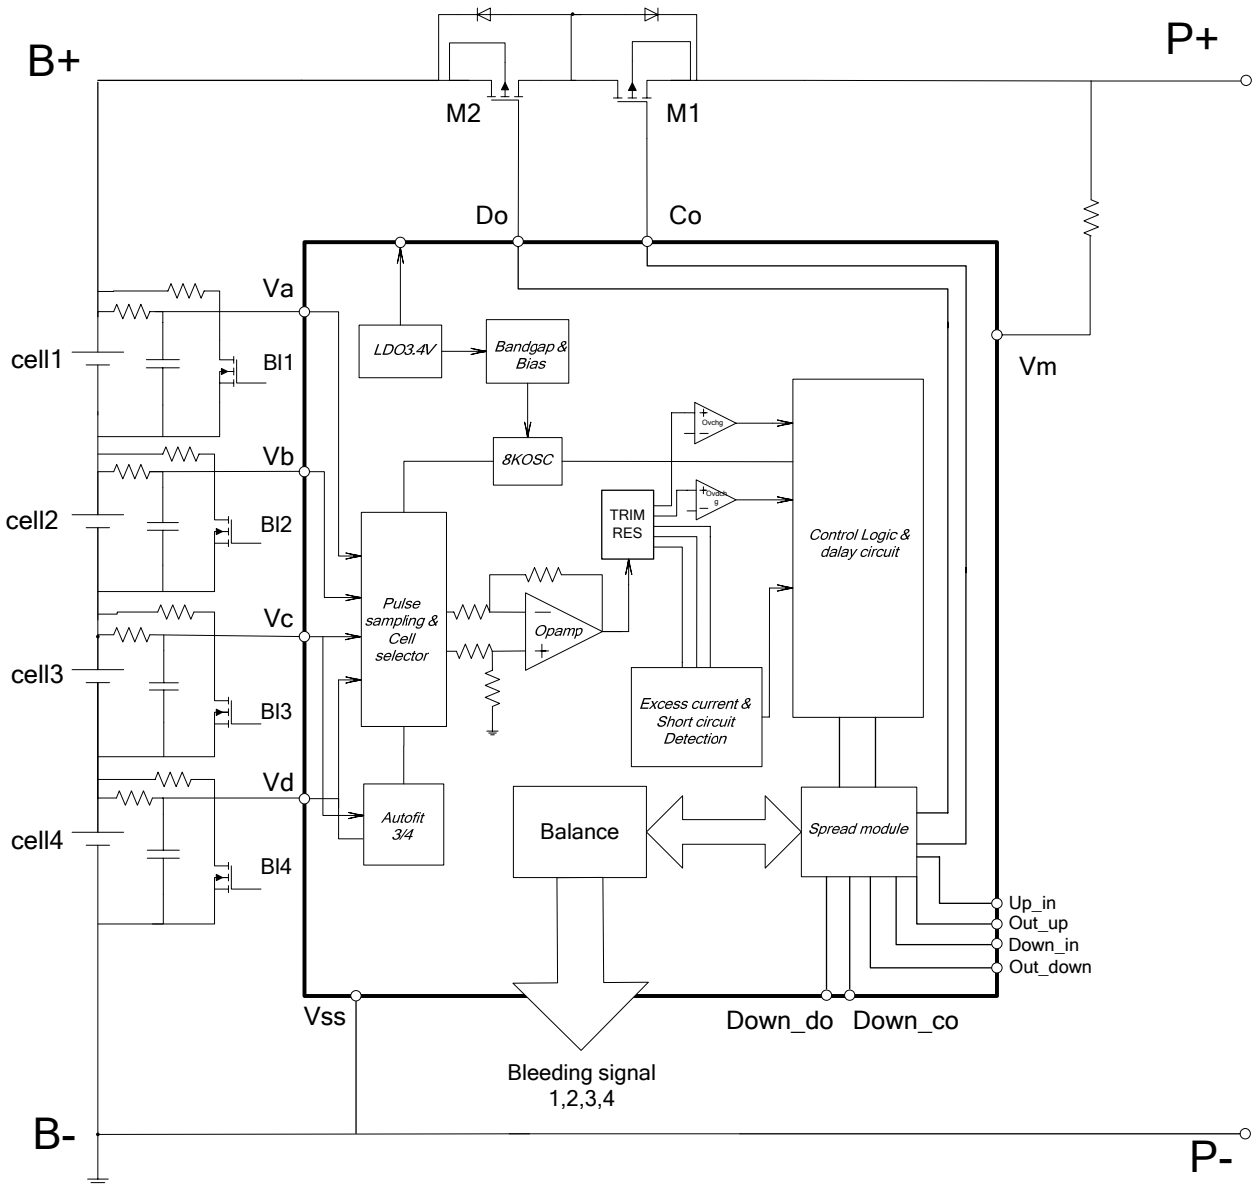 B+
P+
M2
M1
Do
Co
Va
LDO3.4V
Bandgap &
Bias
Vm
cell1
BI1
+
Ovchg
−
Vb
8KOSC
+
Ovdch
g
−
TRIM
RES
cell2
BI2
Control Logic &
dalay circuit
Pulse
sampling &
Cell
selector
Vc
−
Opamp
+
cell3
BI3
Excess current &
Short circuit
Detection
Vd
Autofit
3/4
Balance
Spread module
cell4
BI4
Up_in
Out_up
Down_in
Out_down
Vss
Down_do
Down_co
Bleeding signal
1,2,3,4
B-
P-